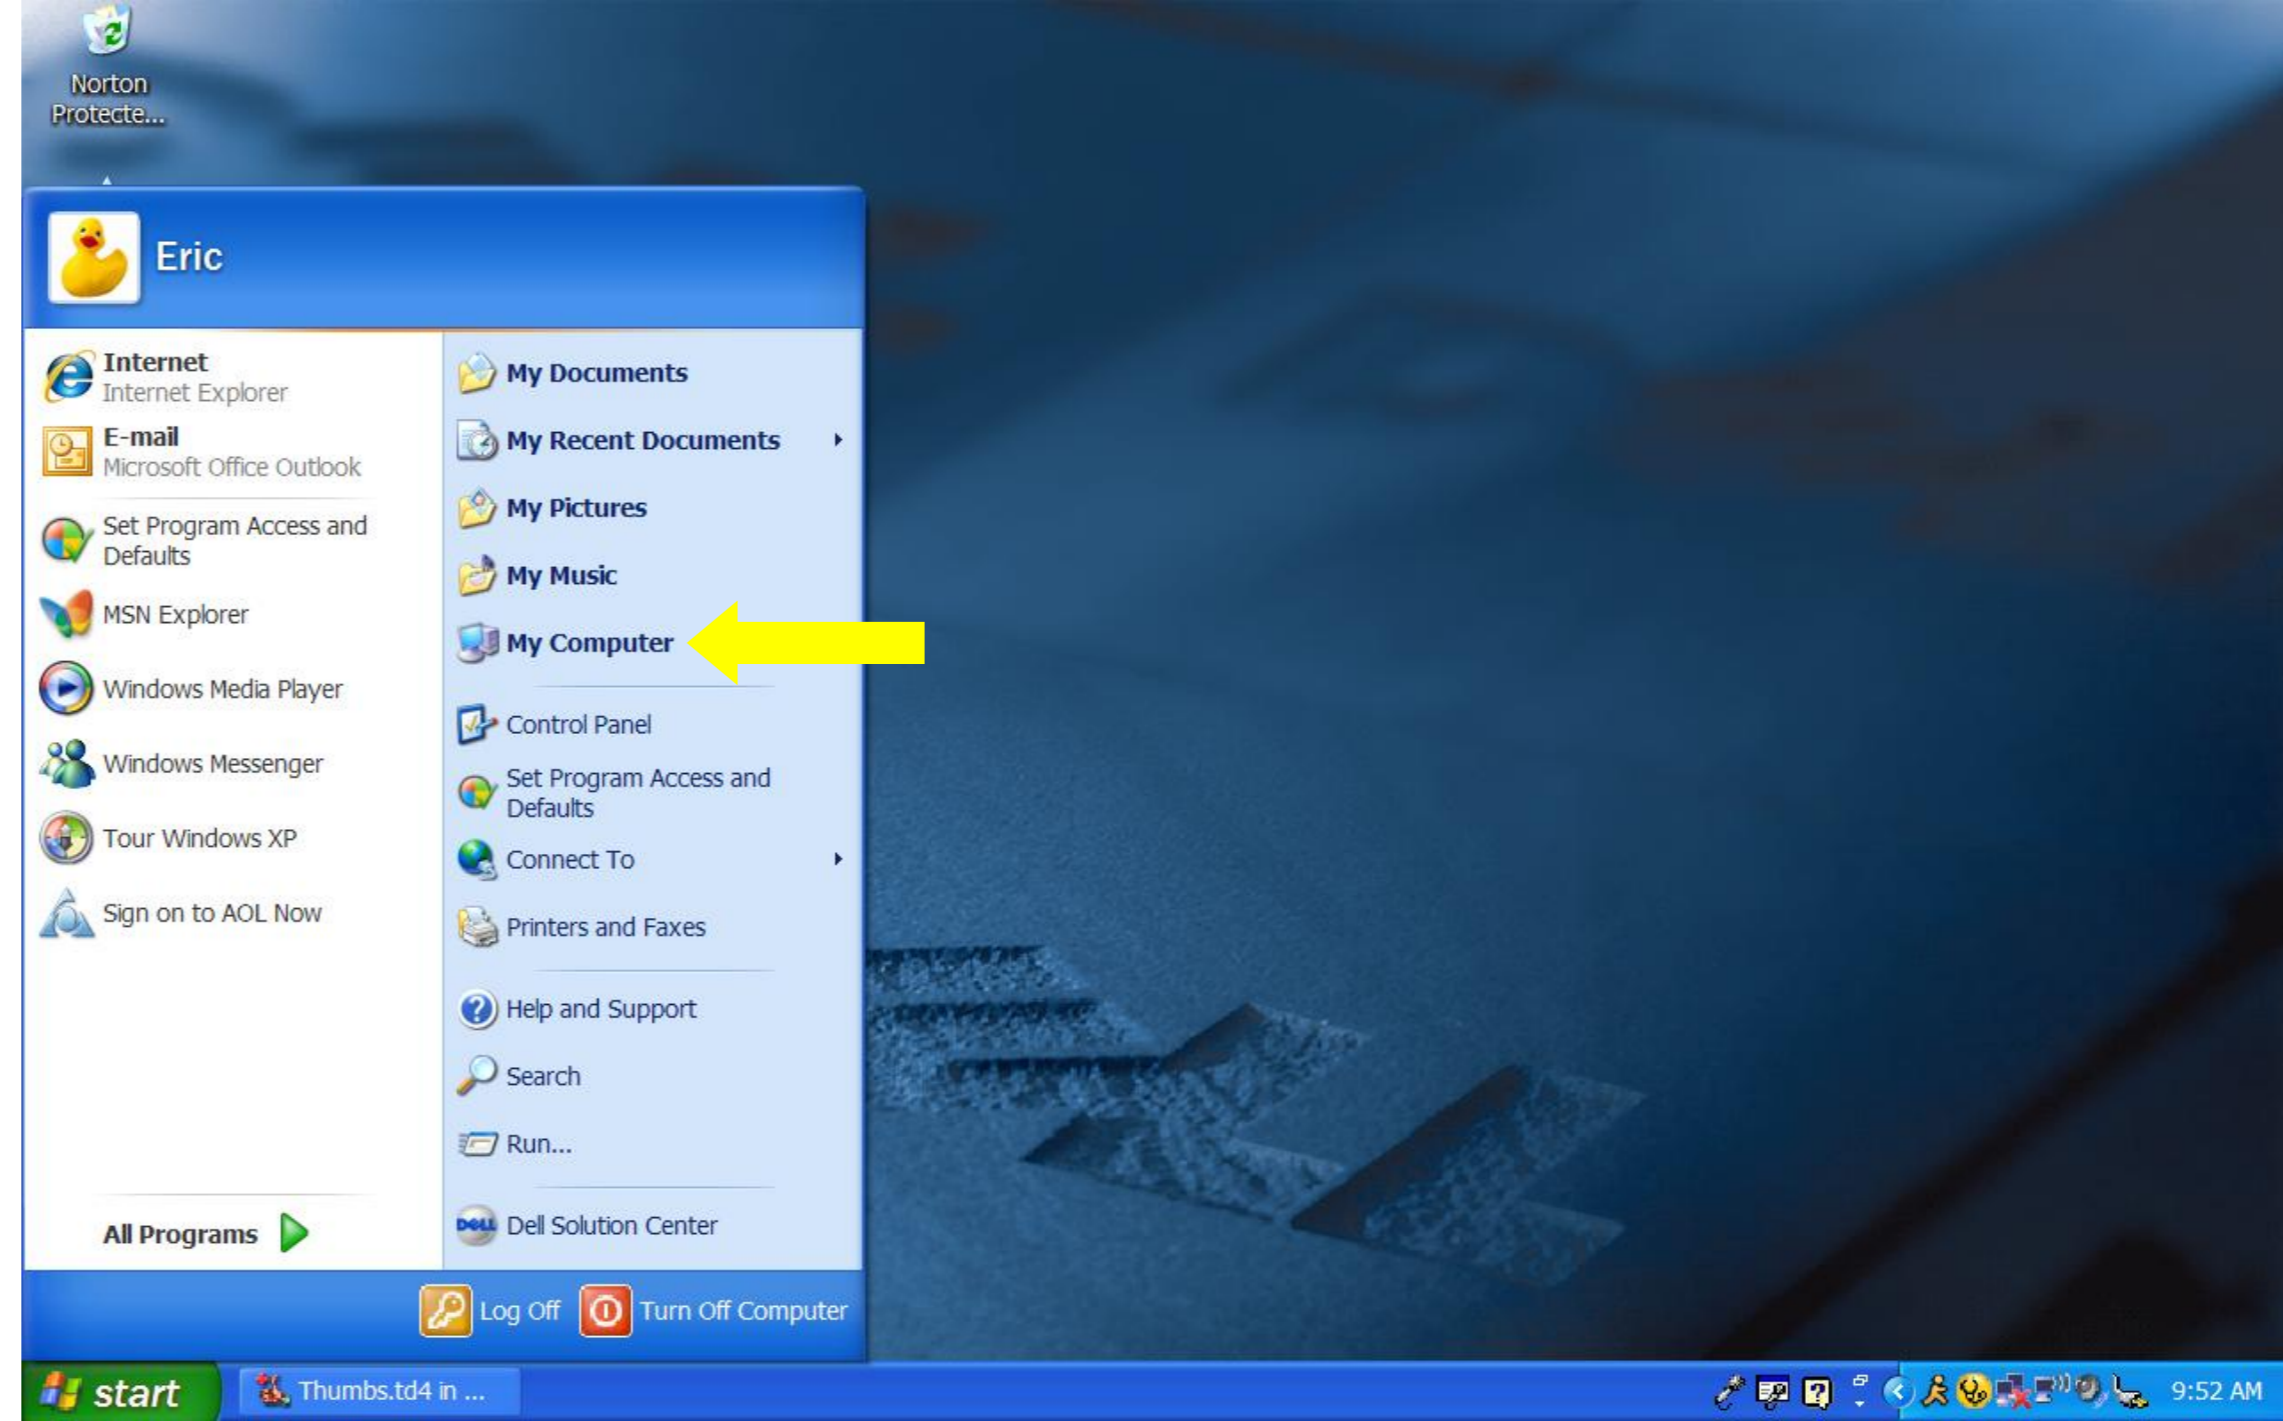 Norton
Protecte...
Eric
Internet
Internet Explorer
E-mail
Microsoft Office Outlook
Set Program Access and
Defaults
MSN Explorer
Windows Media Player
Windows Messenger
Tour Windows XP
Sign on to AOL Now
All Programs
My Documents
My Recent Documents
My Pictures
My Music
My Computer
Control Panel
Set Program Access and
Defaults
Connect To
Printers and Faxes
Help and Support
Search
Run...
DELL Dell Solution Center
Log Off
Turn Off Computer
start
Thumbs.td4 in ...
9:52 AM